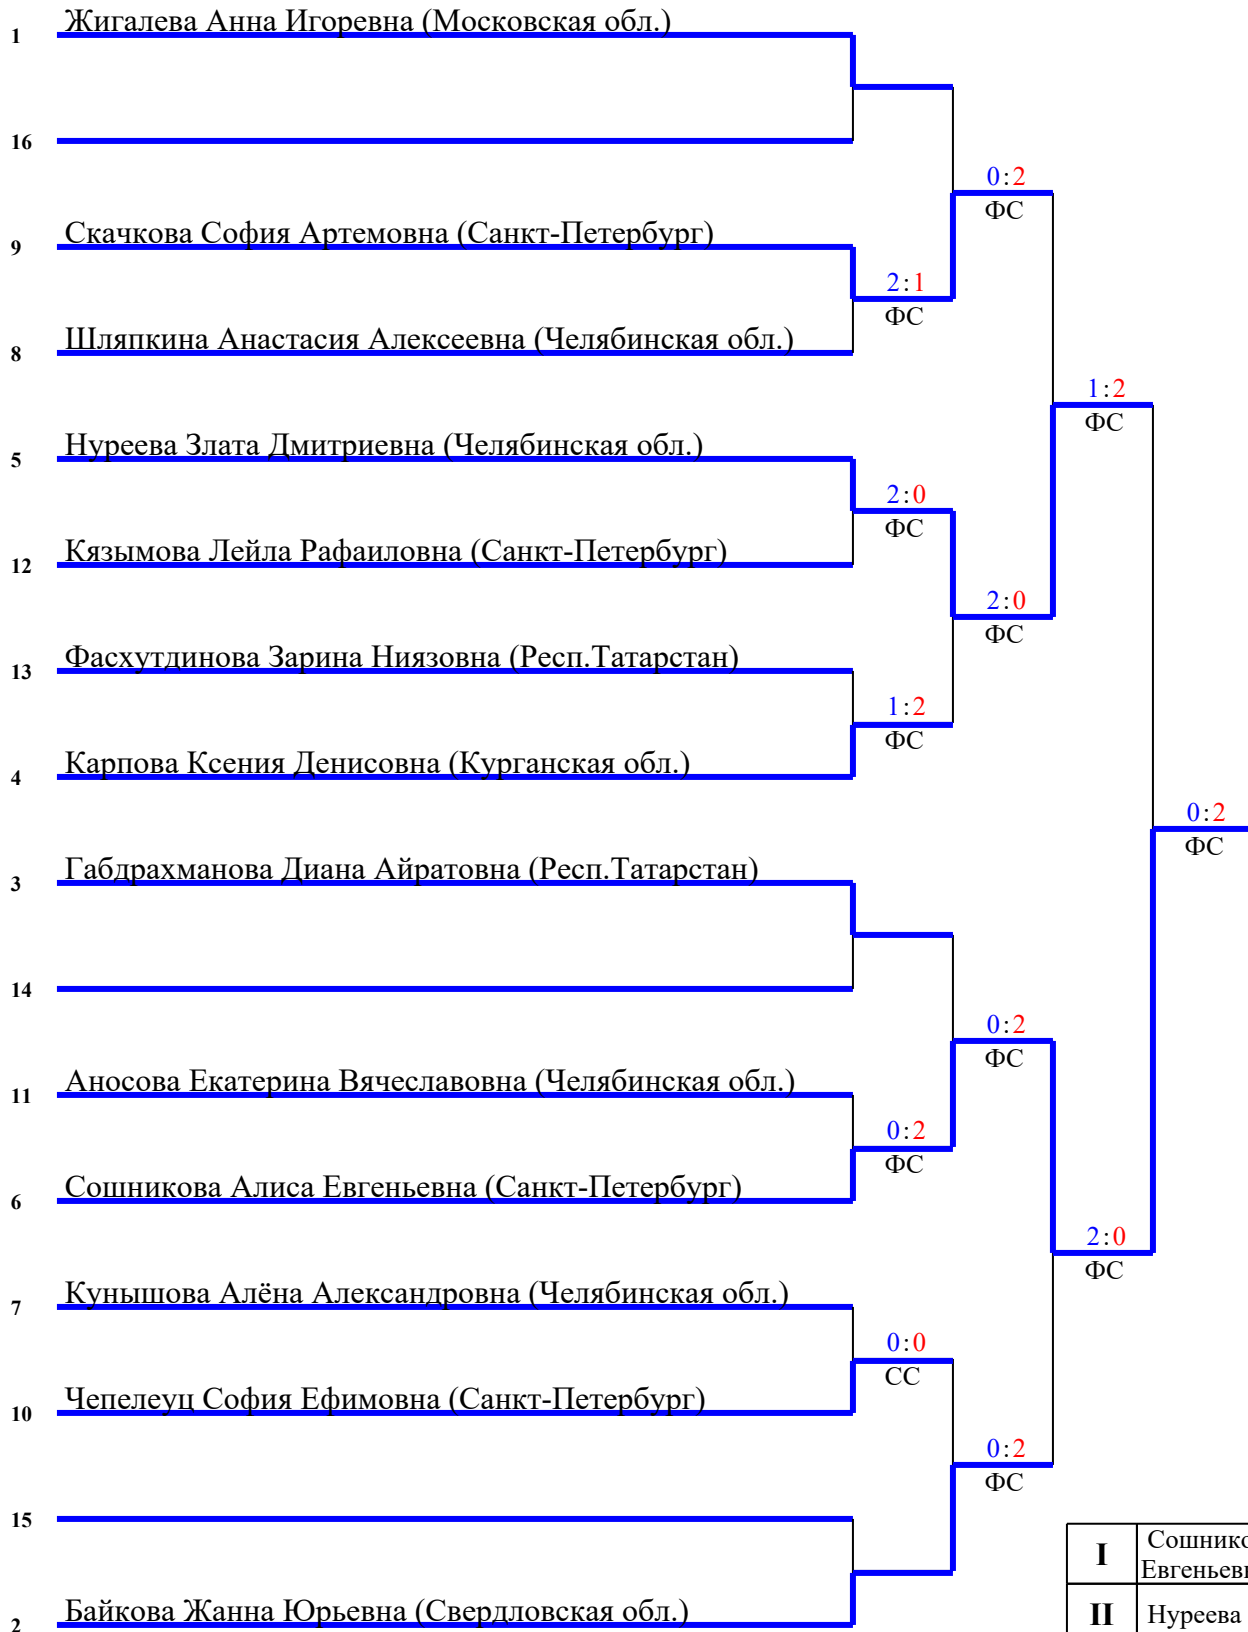 Жигалева Анна Игоревна (Московская обл.)
1
16
0:2
ФС
Скачкова София Артемовна (Санкт-Петербург)
9
2:1
ФС
Шляпкина Анастасия Алексеевна (Челябинская обл.)
8
1:2
ФС
Нуреева Злата Дмитриевна (Челябинская обл.)
5
2:0
ФС
Кязымова Лейла Рафаиловна (Санкт-Петербург)
12
2:0
ФС
Фасхутдинова Зарина Ниязовна (Респ.Татарстан)
13
1:2
ФС
Карпова Ксения Денисовна (Курганская обл.)
4
0:2
ФС
Габдрахманова Диана Айратовна (Респ.Татарстан)
3
14
0:2
ФС
Аносова Екатерина Вячеславовна (Челябинская обл.)
11
0:2
ФС
Сошникова Алиса Евгеньевна (Санкт-Петербург)
6
2:0
ФС
Кунышова Алёна Александровна (Челябинская обл.)
7
0:0
СС
Чепелеуц София Ефимовна (Санкт-Петербург)
10
0:2
ФС
15
I
Байкова Жанна Юрьевна (Свердловская обл.)
2
II Нуреева